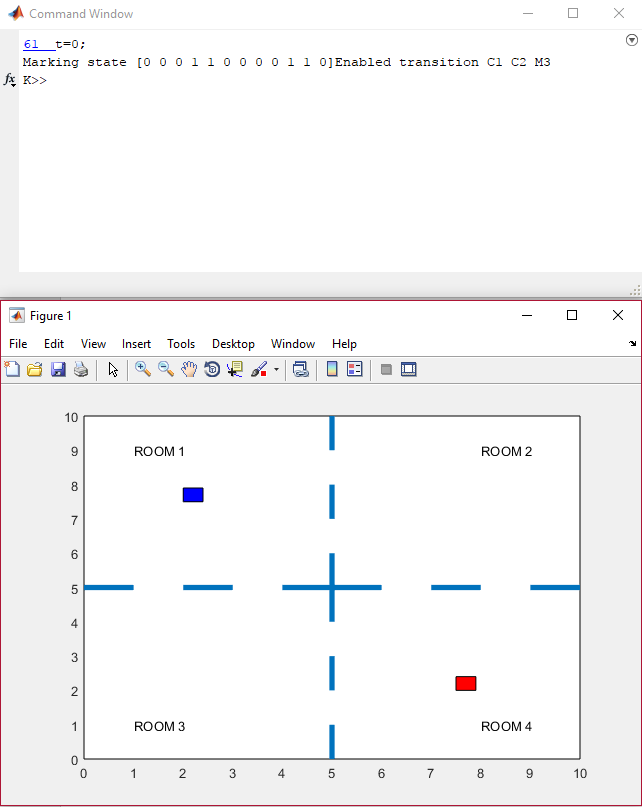 Command Window
61 t=0;
Marking state [0 0 0 1 1 0 0 0 0 1 1 0]Enabled transition C1 C2 M3
fx K>>
Figure 1
File Edit View Insert Tools Desktop Window Help
10
9
8
7
6
5
4
3
2
1
0
ROOM 1
ROOM 2
ROOM 3
ROOM 4
0 1 2 3 4 5 6 7 8 9 10